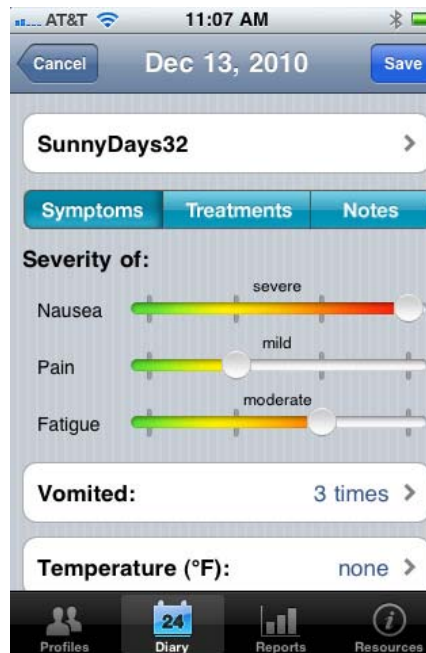 AT&T 11:07 AM
Cancel Dec 13, 2010 Save
SunnyDays32
Symptoms Treatments Notes
Severity of:
severe
Nausea
mild
Pain
moderate
Fatigue
Vomited: 3 times
Temperature (°F): none
24
Profiles Diary Reports Resources